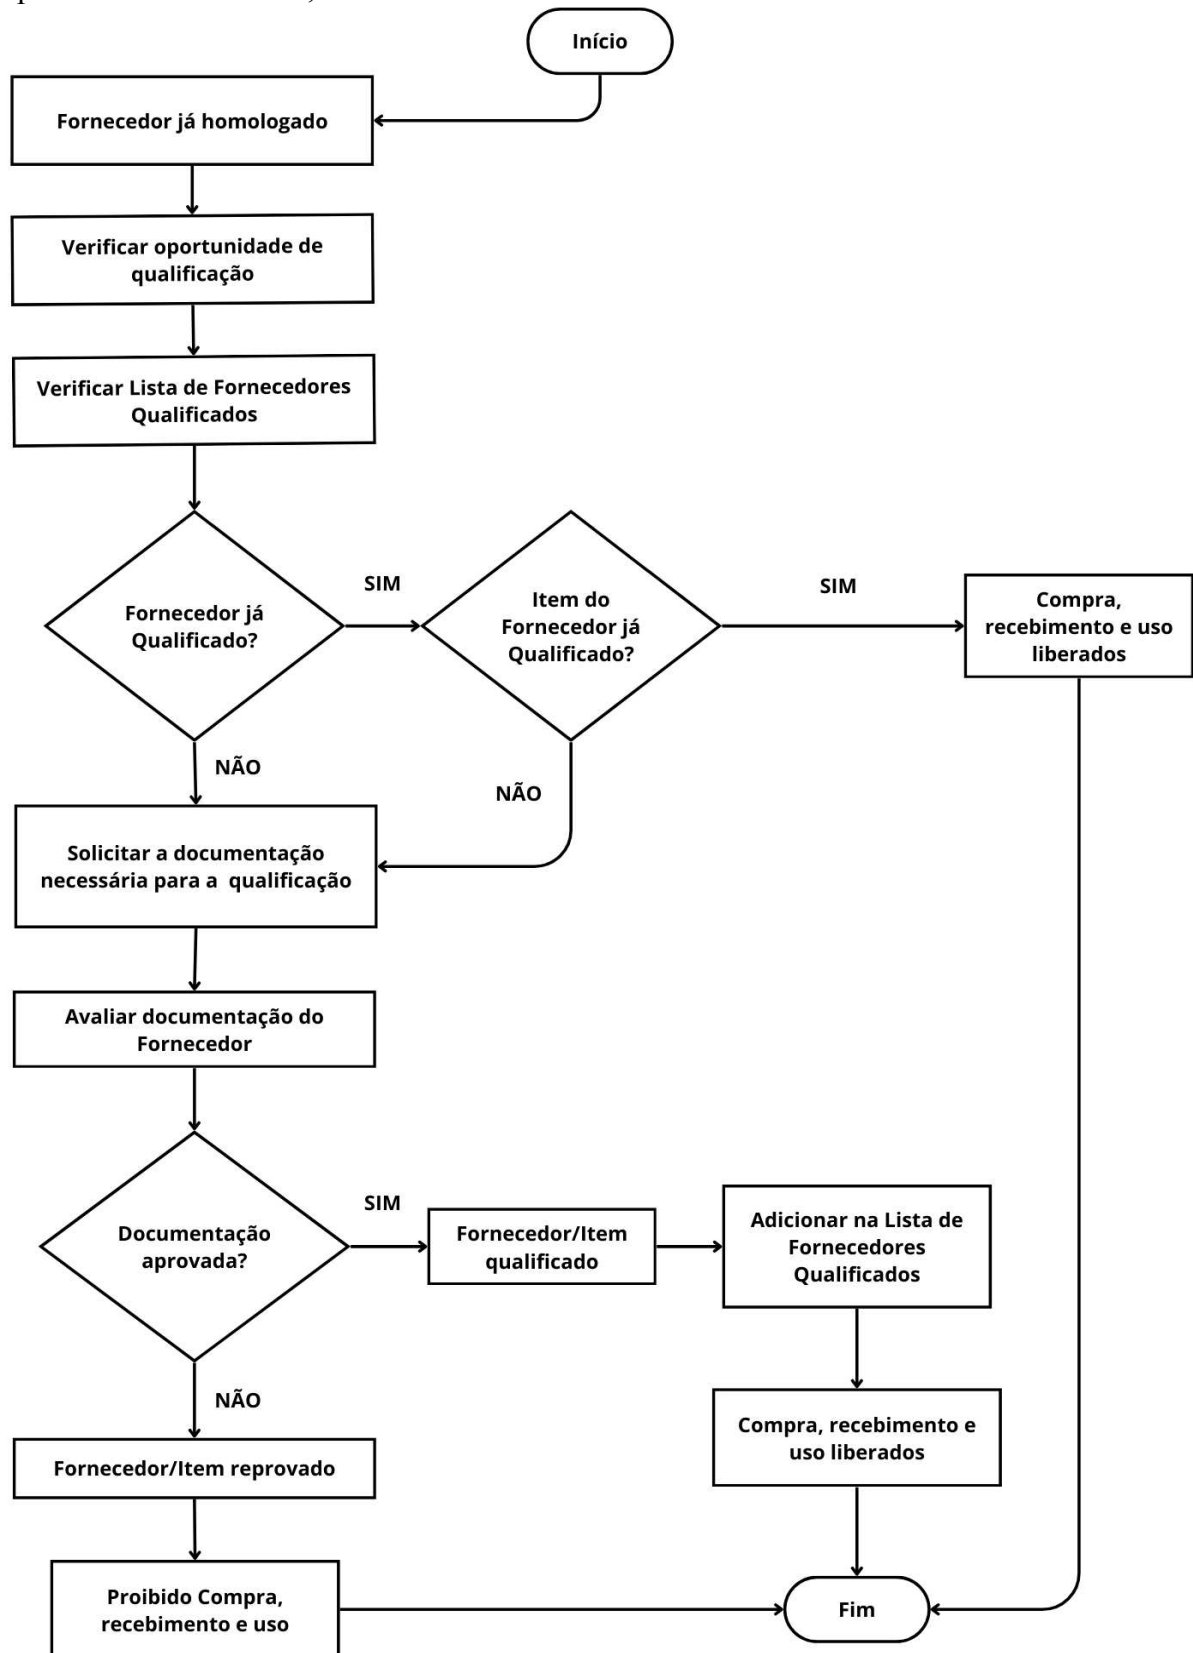 Início
Fornecedor já homologado
Verificar oportunidade de
qualificação
Verificar Lista de Fornecedores
Qualificados
Fornecedor já
Qualificado?
SIM
Item do
Fornecedor já
Qualificado?
SIM
Compra,
recebimento e uso
liberados
NÃO
NÃO
Solicitar a documentação
necessária para a qualificação
Avaliar documentação do
Fornecedor
Documentação
aprovada?
SIM
Fornecedor/Item
qualificado
Adicionar na Lista de
Fornecedores
Qualificados
NÃO
Compra, recebimento e
uso liberados
Fornecedor/Item reprovado
Proibido Compra,
recebimento e uso
Fim